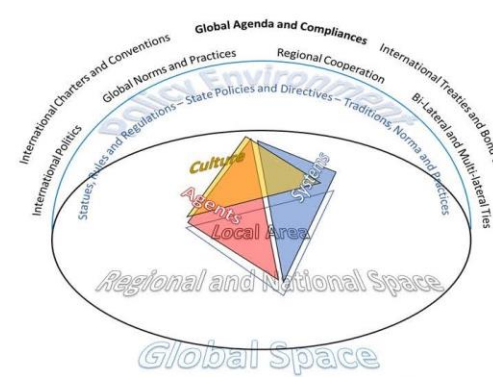 Global Agenda and Compliances
International Charters and Conventions
International Treaties and Bond
Global Norms and Practices
Regional Cooperation
International Politics
Bi-Lateral and Multi-lateral Ties
Policy Environment
Statues, Rules and Regulations – State Policies and Directives – Traditions, Norma and Practices
Culture
Systems
Agents
Local Area
Regional and National Space
Global Space